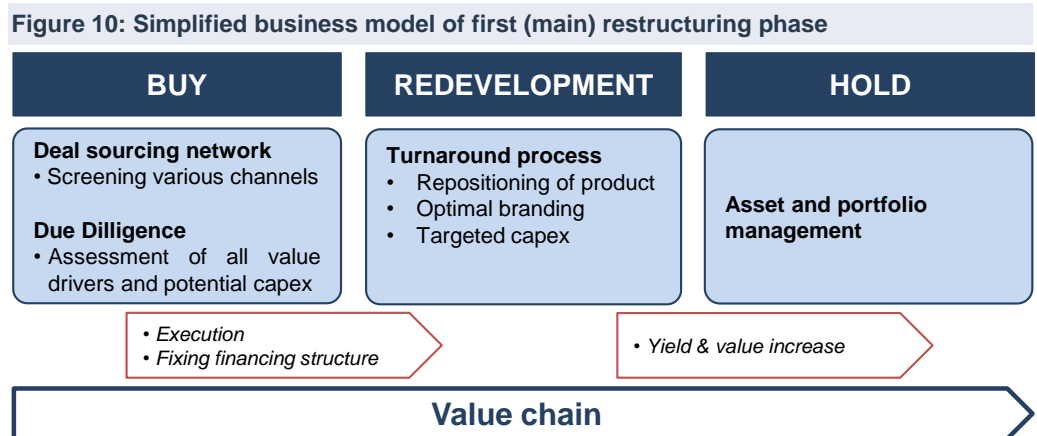 Figure 10: Simplified business model of first (main) restructuring phase
BUY
REDEVELOPMENT
HOLD
Deal sourcing network
• Screening various channels
Due Dilligence
• Assessment of all value
drivers and potential capex
Turnaround process
• Repositioning of product
• Optimal branding
• Targeted capex
Asset and portfolio
management
• Execution
• Fixing financing structure
• Yield & value increase
Value chain